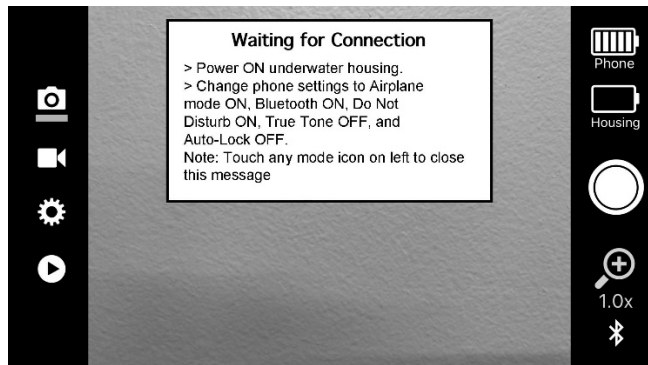 Waiting for Connection
> Power ON underwater housing.
> Change phone settings to Airplane
mode ON, Bluetooth ON, Do Not
Disturb ON, True Tone OFF, and
Auto-Lock OFF.
Note: Touch any mode icon on left to close
this message
Phone
Housing
1.0x